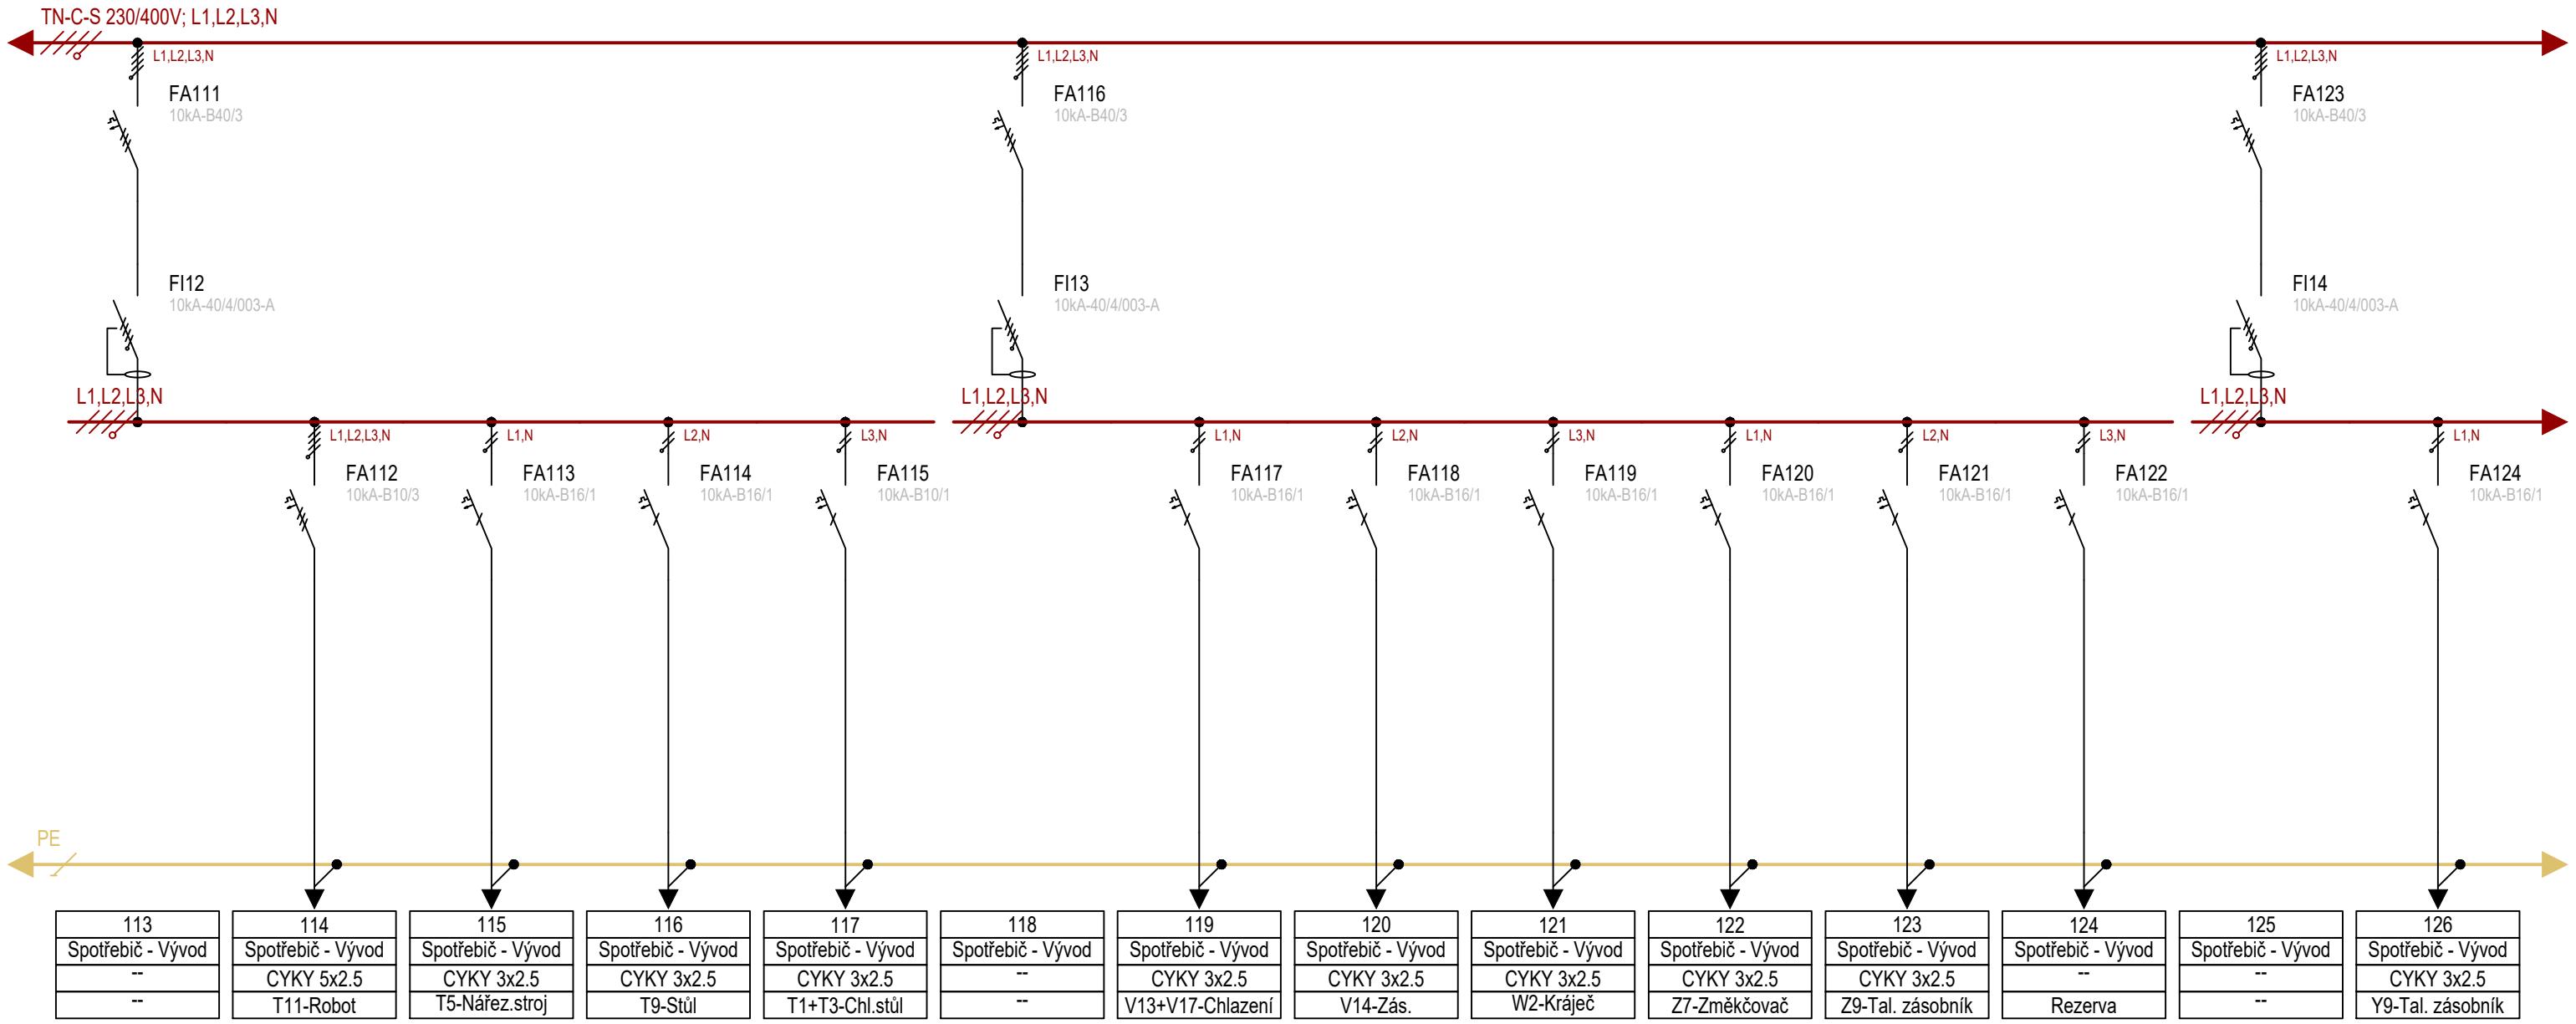 TN-C-S 230/400V; L1,L2,L3,N
L1,L2,L3,N
L1,L2,L3,N
L1,L2,L3,N
FA111
10kA-B40/3
FA116
10kA-B40/3
FA123
10kA-B40/3
FI12
10kA-40/4/003-A
FI13
10kA-40/4/003-A
FI14
10kA-40/4/003-A
L1,L2,L3,N
L1,L2,L3,N
L1,L2,L3,N
L1,L2,L3,N
L1,N
L2,N
L3,N
L1,N
L2,N
L3,N
L1,N
L2,N
L3,N
L1,N
FA112
10kA-B10/3
FA113
10kA-B16/1
FA114
10kA-B16/1
FA115
10kA-B10/1
FA117
10kA-B16/1
FA118
10kA-B16/1
FA119
10kA-B16/1
FA120
10kA-B16/1
FA121
10kA-B16/1
FA122
10kA-B16/1
FA124
10kA-B16/1
PE
113
Spotřebič - Vývod
--
--
114
Spotřebič - Vývod
CYKY 5x2.5
T11-Robot
115
Spotřebič - Vývod
CYKY 3x2.5
T5-Nářez.stroj
116
Spotřebič - Vývod
CYKY 3x2.5
T9-Stůl
117
Spotřebič - Vývod
CYKY 3x2.5
T1+T3-Chl.stůl
118
Spotřebič - Vývod
--
--
119
Spotřebič - Vývod
CYKY 3x2.5
V13+V17-Chlazení
120
Spotřebič - Vývod
CYKY 3x2.5
V14-Zás.
121
Spotřebič - Vývod
CYKY 3x2.5
W2-Kráječ
122
Spotřebič - Vývod
CYKY 3x2.5
Z7-Změkčovač
123
Spotřebič - Vývod
CYKY 3x2.5
Z9-Tal. zásobník
124
Spotřebič - Vývod
--
Rezerva
125
Spotřebič - Vývod
--
--
126
Spotřebič - Vývod
CYKY 3x2.5
Y9-Tal. zásobník